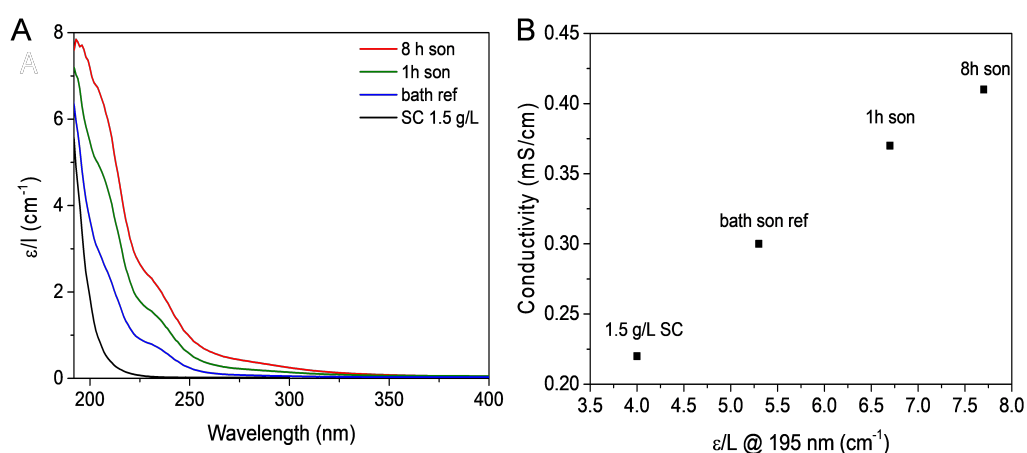 A
A
8
6
4
2
0
200
250
300
350
400
ε/l (cm⁻¹)
Wavelength (nm)
8 h son
1h son
bath ref
SC 1.5 g/L
B
0.45
0.40
0.35
0.30
0.25
0.20
3.5
4.0
4.5
5.0
5.5
6.0
6.5
7.0
7.5
8.0
Conductivity (mS/cm)
ε/L @ 195 nm (cm⁻¹)
8h son
1h son
bath son ref
1.5 g/L SC